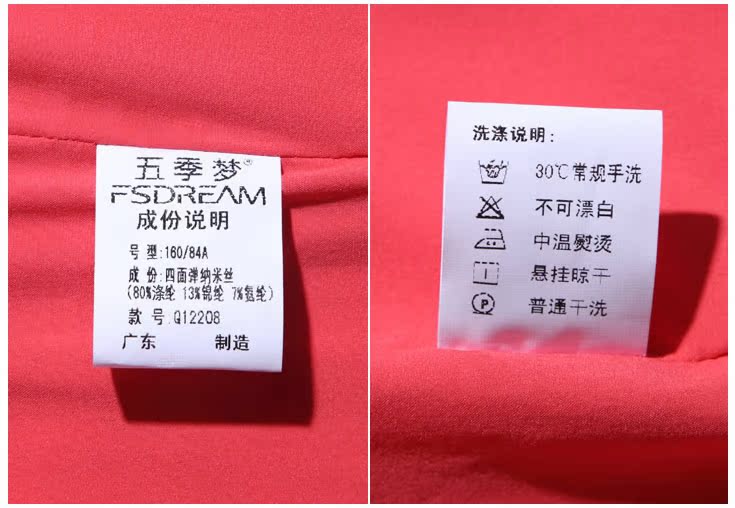 五季梦®
FSDREAM
成份说明
号 型:160/84A
成 份:四面弹纳米丝
(80%涤纶 13%锦纶 7%氨纶)
款 号:Q12208
广东 制造
洗涤说明:
30℃常规手洗
不可漂白
中温熨烫
悬挂晾干
P 普通干洗